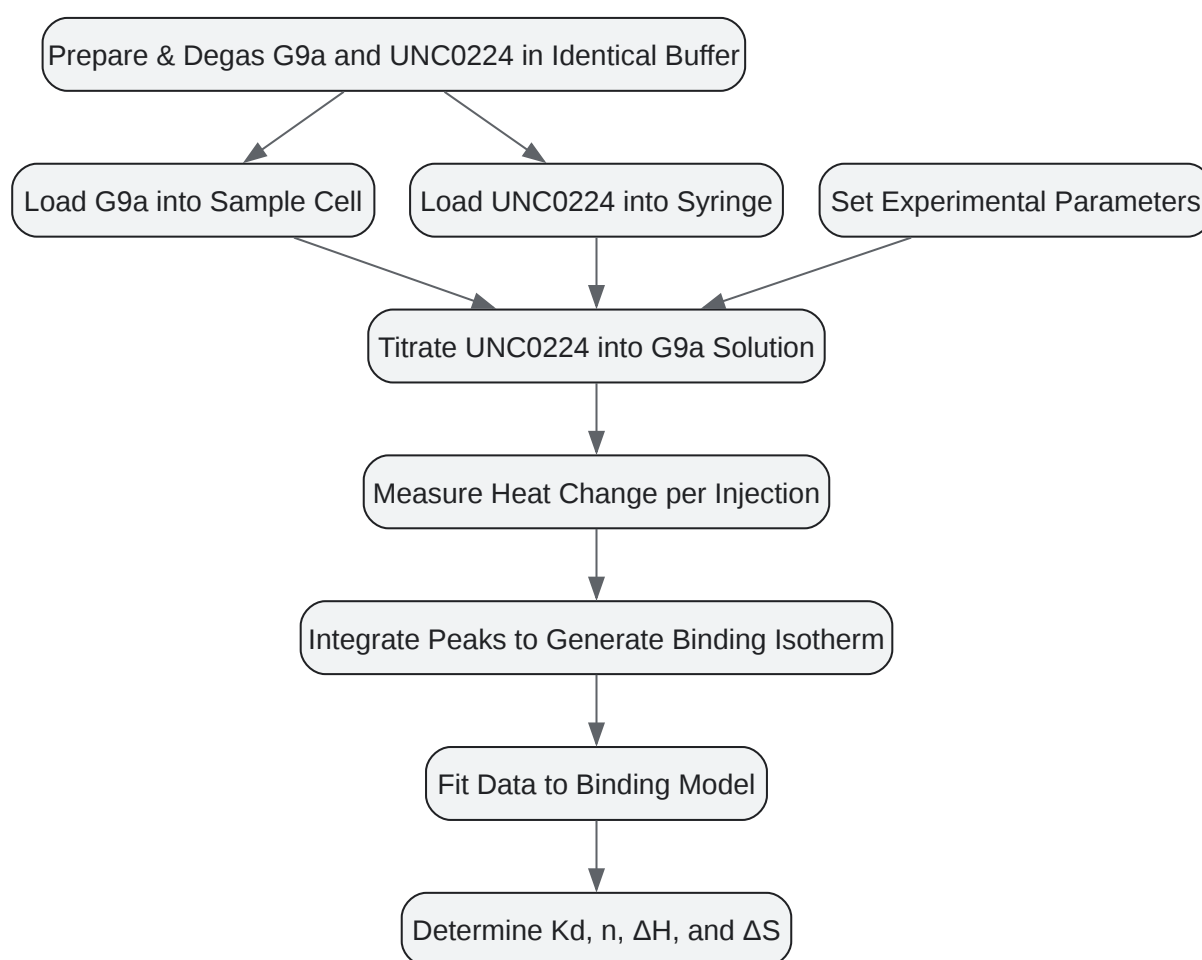 Prepare & Degas G9a and UNC0224 in Identical Buffer
Load G9a into Sample Cell
Load UNC0224 into Syringe
Set Experimental Parameters
Titrate UNC0224 into G9a Solution
Measure Heat Change per Injection
Integrate Peaks to Generate Binding Isotherm
Fit Data to Binding Model
Determine Kd, n, ΔH, and ΔS